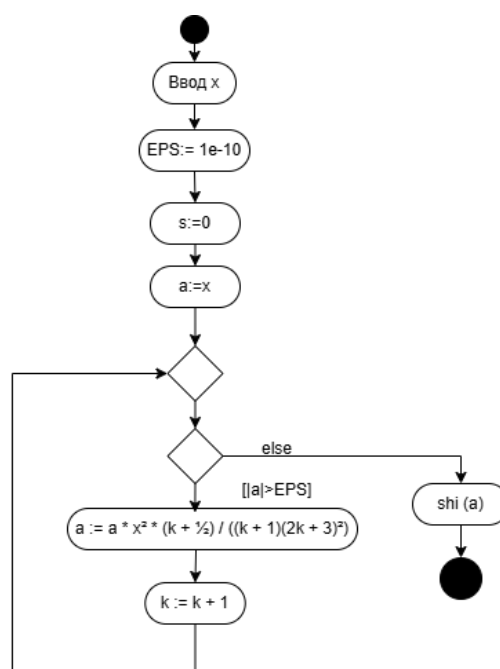 Ввод x
EPS:= 1e-10
s:=0
a:=x
else
[|a|>EPS]
shi (a)
a := a * x² * (k + ½) / ((k + 1)(2k + 3)²)
k := k + 1